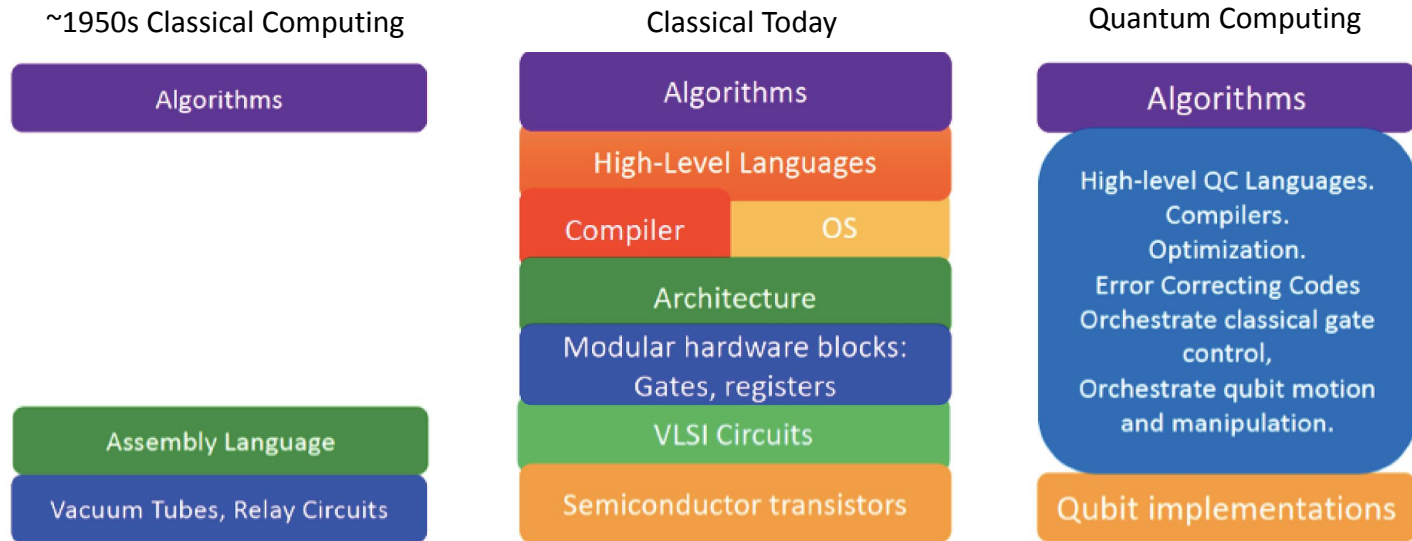 ~1950s Classical Computing
Algorithms
Assembly Language
Vacuum Tubes, Relay Circuits
Classical Today
Algorithms
High-Level Languages
Compiler
OS
Architecture
Modular hardware blocks:
Gates, registers
VLSI Circuits
Semiconductor transistors
Quantum Computing
Algorithms
High-level QC Languages.
Compilers.
Optimization.
Error Correcting Codes
Orchestrate classical gate
control,
Orchestrate qubit motion
and manipulation.
Qubit implementations